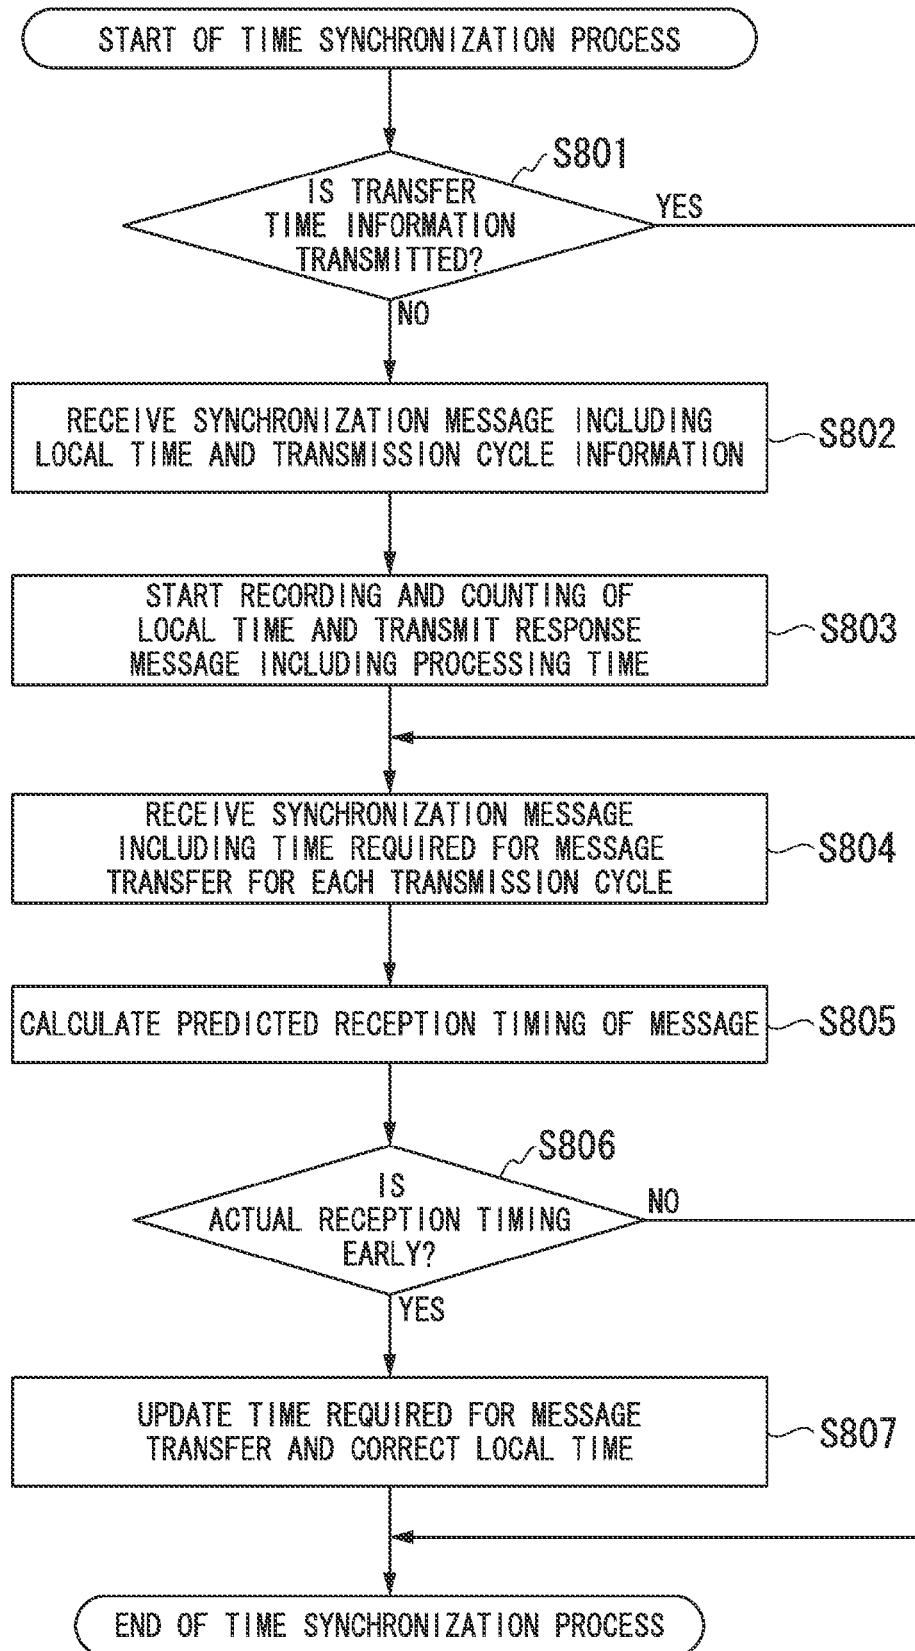 START OF TIME SYNCHRONIZATION PROCESS
S801
IS TRANSFER
TIME INFORMATION
TRANSMITTED?
YES
NO
RECEIVE SYNCHRONIZATION MESSAGE INCLUDING
LOCAL TIME AND TRANSMISSION CYCLE INFORMATION
S802
START RECORDING AND COUNTING OF
LOCAL TIME AND TRANSMIT RESPONSE
MESSAGE INCLUDING PROCESSING TIME
S803
RECEIVE SYNCHRONIZATION MESSAGE
INCLUDING TIME REQUIRED FOR MESSAGE
TRANSFER FOR EACH TRANSMISSION CYCLE
S804
CALCULATE PREDICTED RECEPTION TIMING OF MESSAGE
S805
S806
IS
ACTUAL RECEPTION TIMING
EARLY?
NO
YES
UPDATE TIME REQUIRED FOR MESSAGE
TRANSFER AND CORRECT LOCAL TIME
S807
END OF TIME SYNCHRONIZATION PROCESS